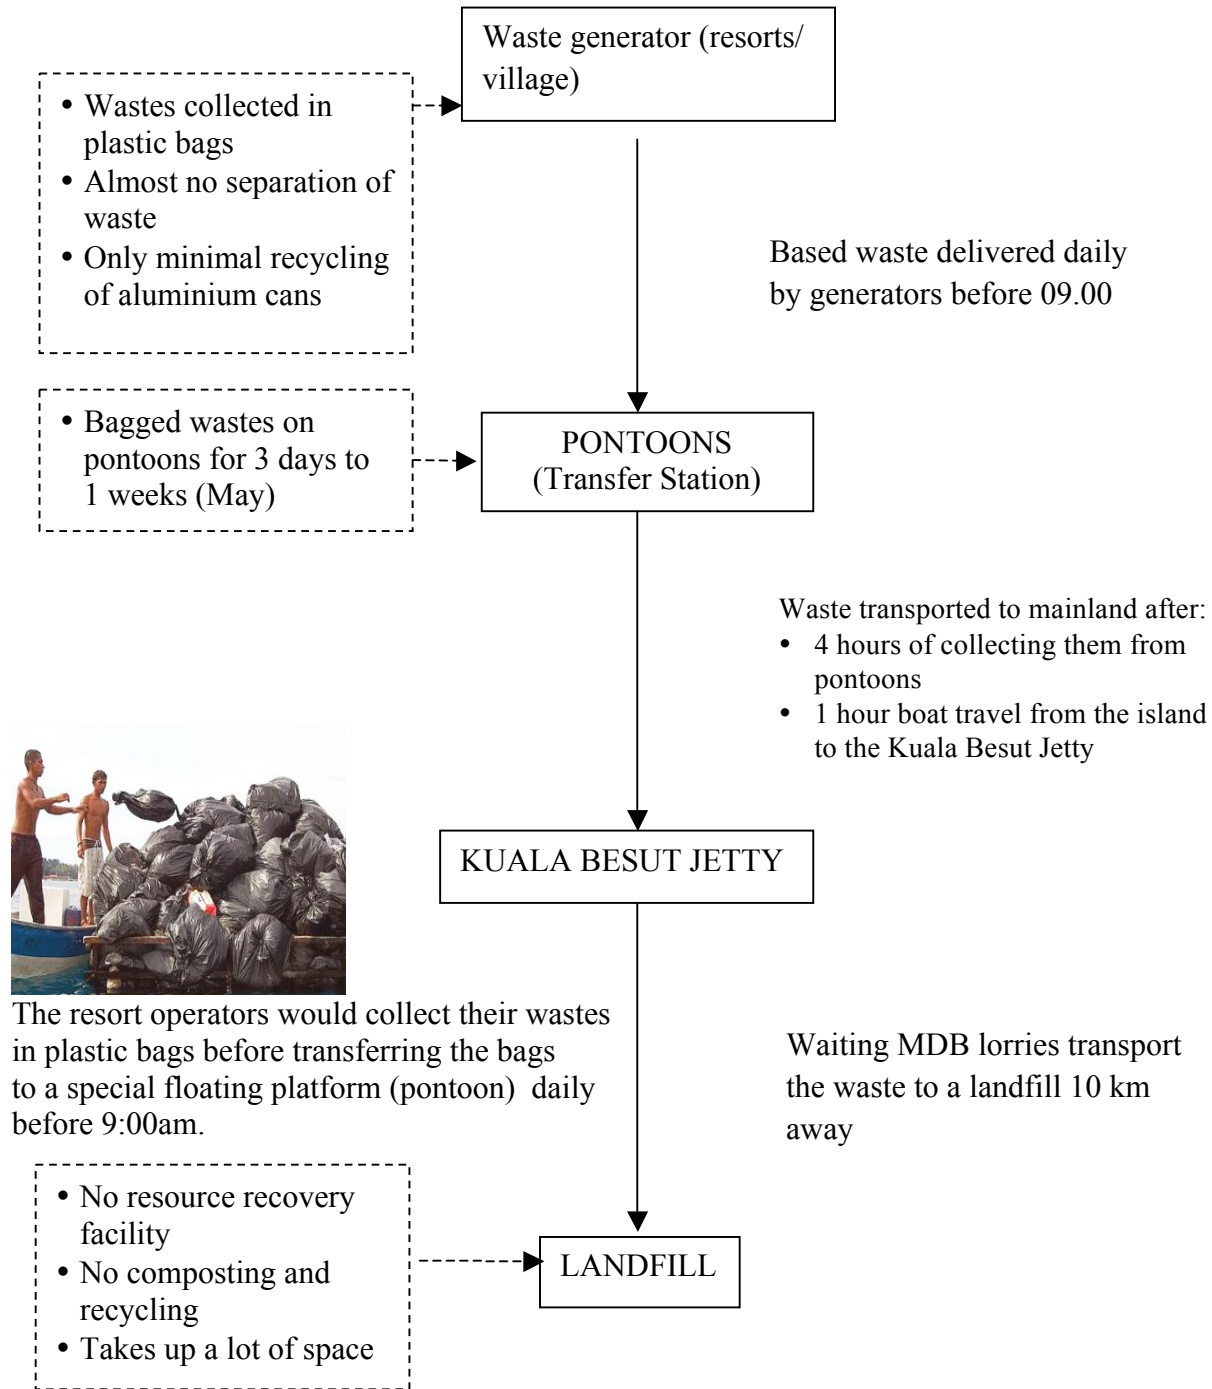 Waste generator (resorts/
village)
• Wastes collected in
plastic bags
• Almost no separation of
waste
• Only minimal recycling
of aluminium cans
Based waste delivered daily
by generators before 09.00
• Bagged wastes on
pontoons for 3 days to
1 weeks (May)
PONTOONS
(Transfer Station)
Waste transported to mainland after:
• 4 hours of collecting them from
pontoons
• 1 hour boat travel from the island
to the Kuala Besut Jetty
KUALA BESUT JETTY
The resort operators would collect their wastes
in plastic bags before transferring the bags
to a special floating platform (pontoon) daily
before 9:00am.
Waiting MDB lorries transport
the waste to a landfill 10 km
away
• No resource recovery
facility
• No composting and
recycling
• Takes up a lot of space
LANDFILL